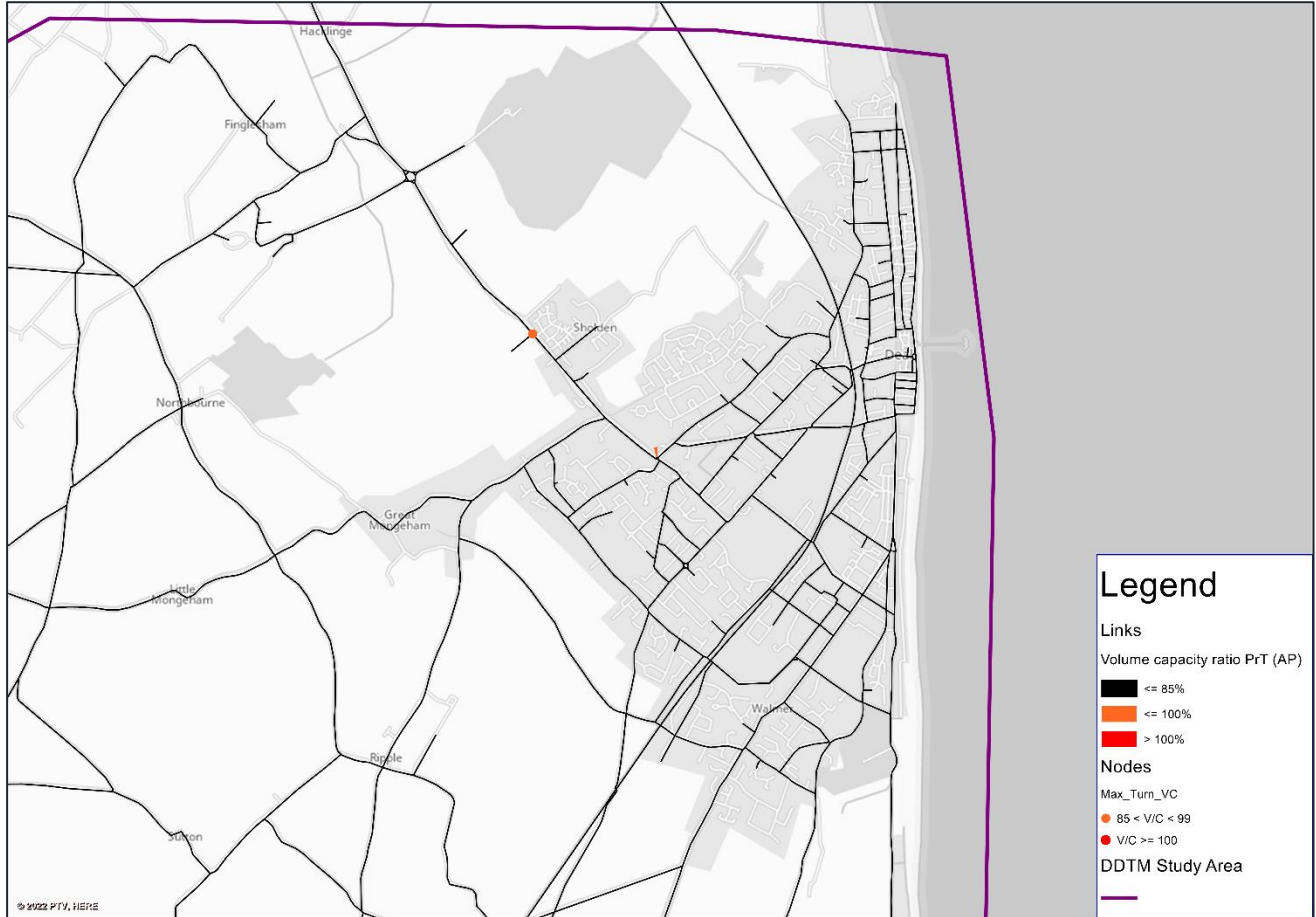 Hacklinge
Finglesham
Sholden
Deal
Northbourne
Great
Mongeham
Little
Mongeham
Walmer
Ripple
Sutton
Legend
Links
Volume capacity ratio PrT (AP)
<= 85%
<= 100%
> 100%
Nodes
Max_Turn_VC
85 < V/C < 99
V/C >= 100
DDTM Study Area
© 2022 PTV, HERE